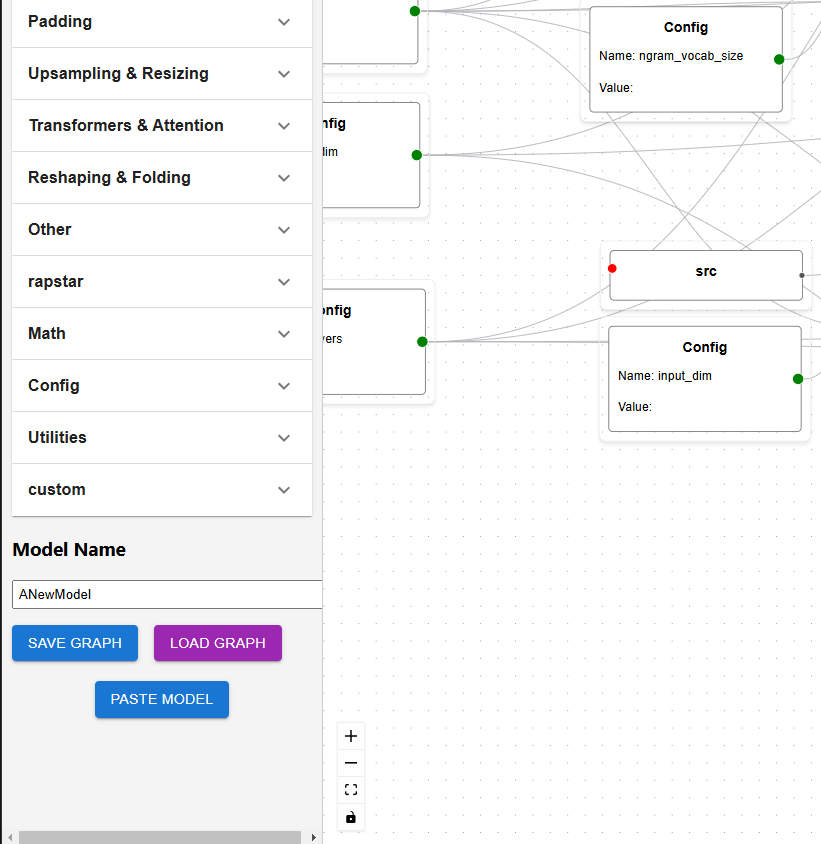 Padding
Upsampling & Resizing
Transformers & Attention
Reshaping & Folding
Other
rapstar
Math
Config
Utilities
custom
Model Name
ANewModel
SAVE GRAPH
LOAD GRAPH
PASTE MODEL
Config
Name: ngram_vocab_size
Value:
nfig
dim
src
onfig
yers
Config
Name: input_dim
Value: